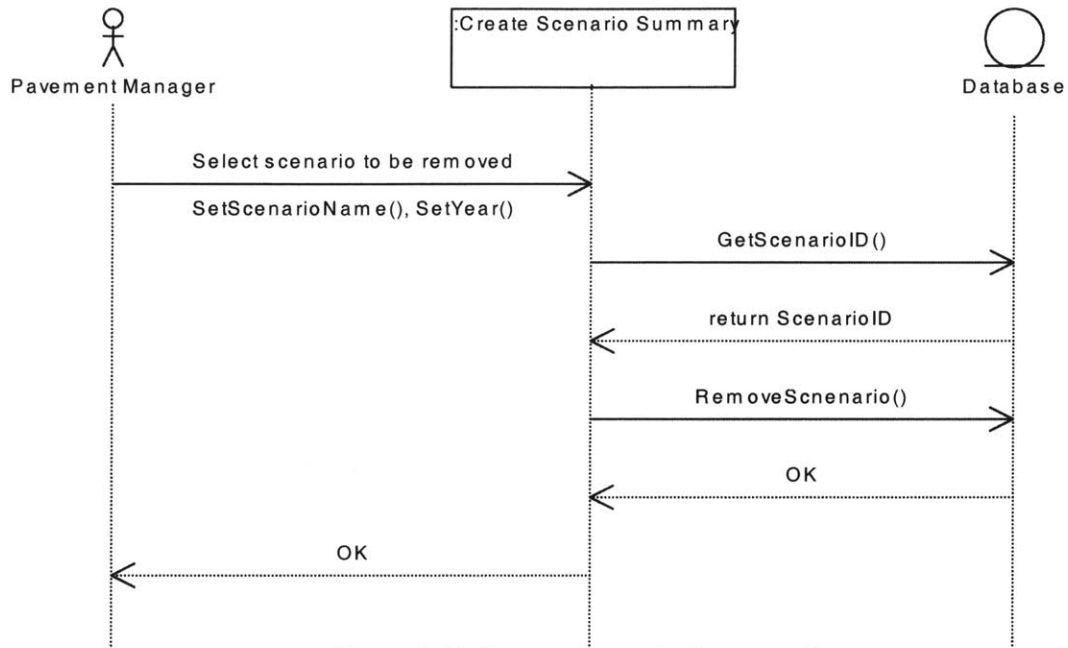 :Create Scenario Summary
Pavement Manager
Database
Select scenario to be removed
SetScenarioName(), SetYear()
GetScenarioID()
return ScenarioID
RemoveScnenario()
OK
OK